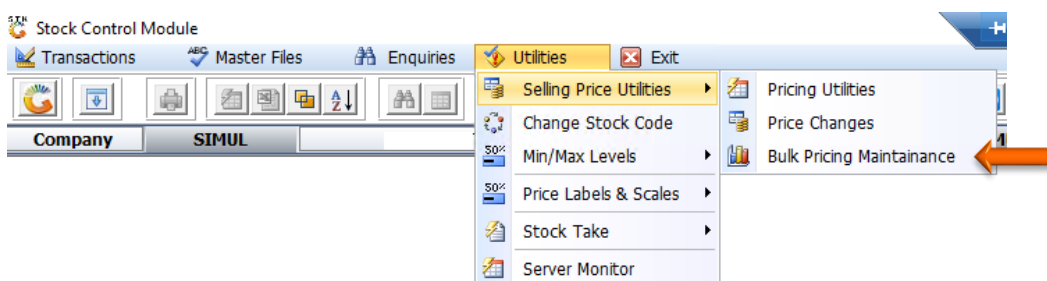 Stock Control Module
Transactions Master Files Enquiries Utilities Exit
Selling Price Utilities Pricing Utilities
Change Stock Code Price Changes
Company SIMUL
Min/Max Levels Bulk Pricing Maintainance
Price Labels & Scales
Stock Take
Server Monitor